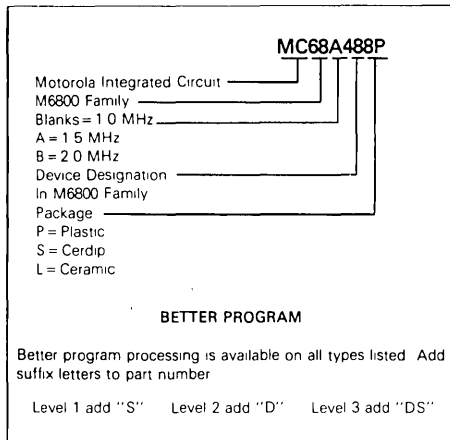 MC68A488P
Motorola Integrated Circuit
M6800 Family
Blanks = 1 0 MHz
A = 1 5 MHz
B = 2 0 MHz
Device Designation
In M6800 Family
Package
P = Plastic
S = Cerdip
L = Ceramic
BETTER PROGRAM
Better program processing is available on all types listed Add
suffix letters to part number
Level 1 add "S" Level 2 add "D" Level 3 add "DS"